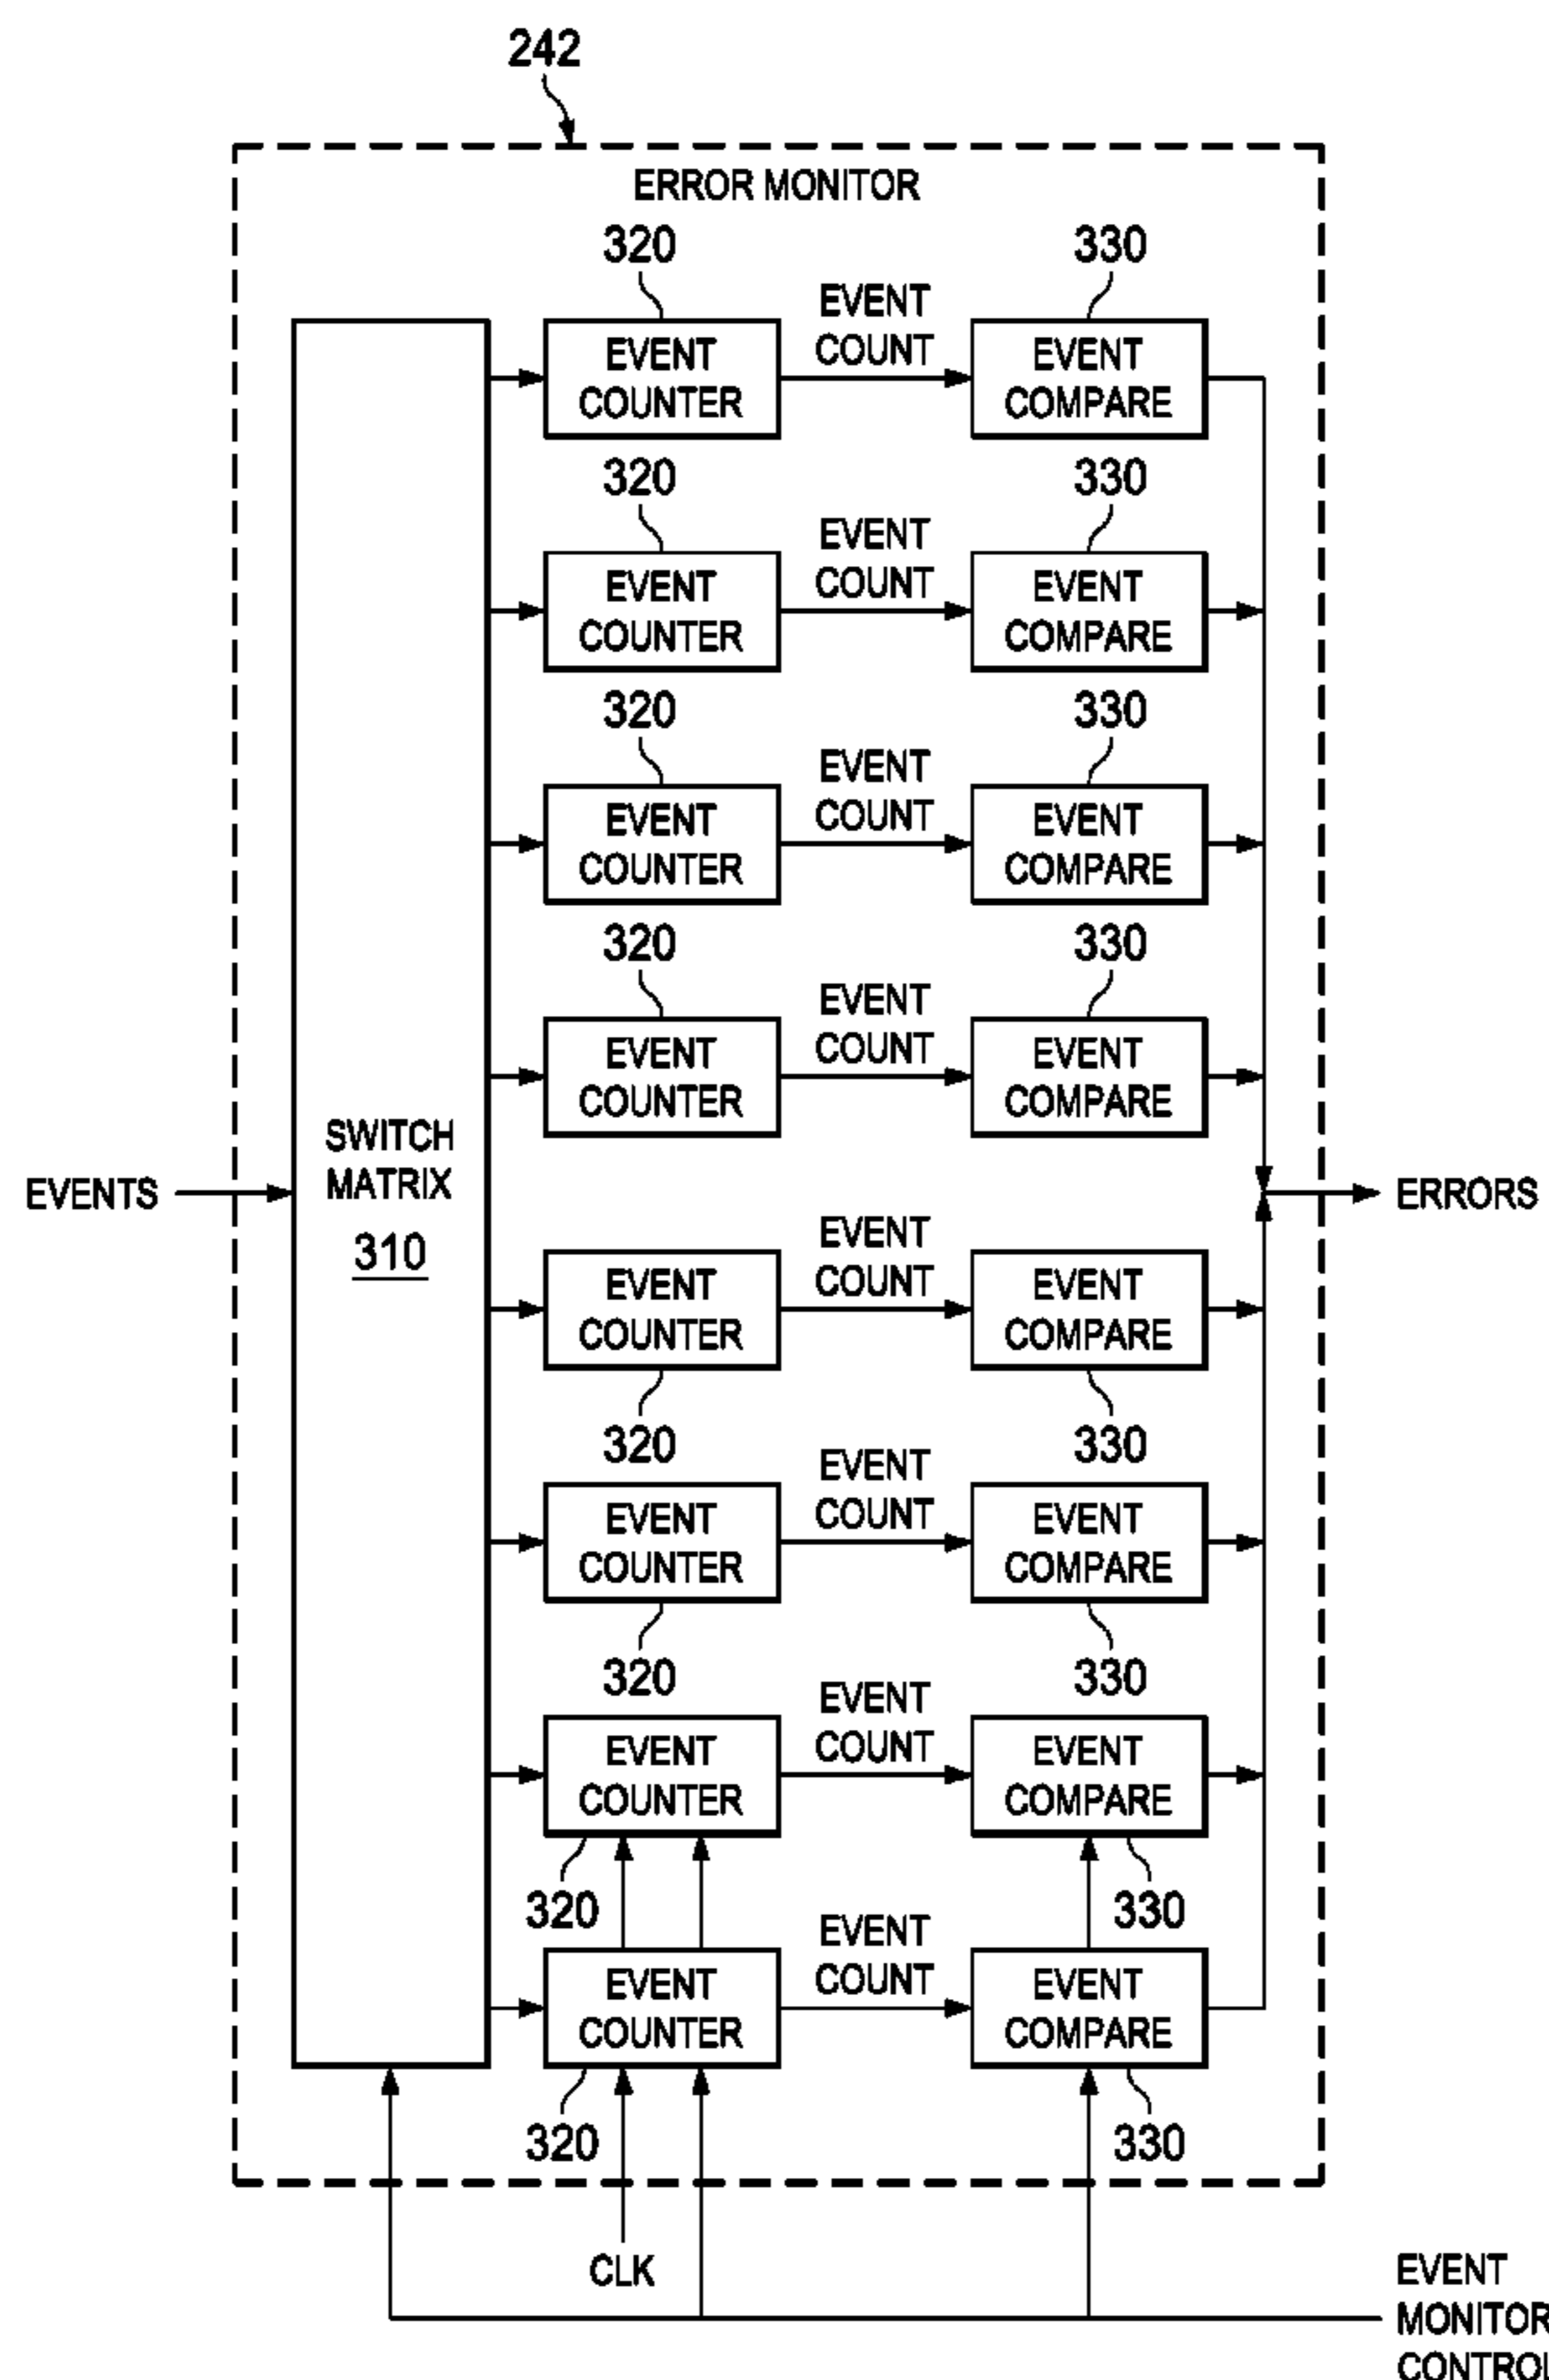 242
ERROR MONITOR
320
330
EVENT
COUNT
EVENT
COUNTER
EVENT
COMPARE
320
330
EVENT
COUNT
EVENT
COUNTER
EVENT
COMPARE
320
330
EVENT
COUNT
EVENT
COUNTER
EVENT
COMPARE
320
330
EVENT
COUNT
EVENT
COUNTER
EVENT
COMPARE
SWITCH
MATRIX
310
EVENTS
ERRORS
EVENT
COUNT
EVENT
COUNTER
EVENT
COMPARE
320
330
EVENT
COUNT
EVENT
COUNTER
EVENT
COMPARE
320
330
EVENT
COUNT
EVENT
COUNTER
EVENT
COMPARE
320
330
EVENT
COUNT
EVENT
COUNTER
EVENT
COMPARE
320
330
CLK
EVENT
MONITOR
CONTROL